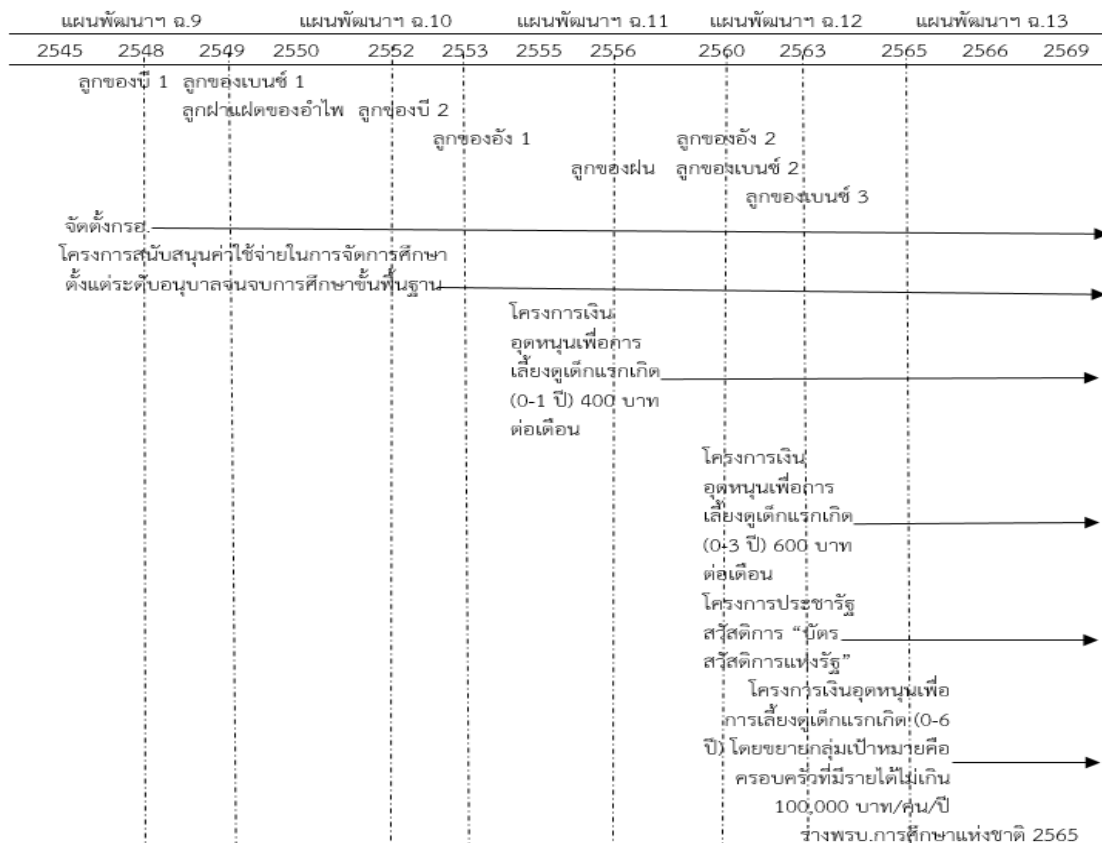 แผนพัฒนาฯ ฉ.9 แผนพัฒนาฯ ฉ.10 แผนพัฒนาฯ ฉ.11 แผนพัฒนาฯ ฉ.12 แผนพัฒนาฯ ฉ.13
2545 2548 2549 2550 2552 2553 2555 2556 2560 2563 2565 2566 2569
ลูกของบี 1 ลูกของเบนซ์ 1
ลูกฝาแฝดของอำไพ ลูกของบี 2
ลูกของอัง 1 ลูกของอัง 2
ลูกของฝน ลูกของเบนซ์ 2
ลูกของเบนซ์ 3
จัดตั้งกรอ.
โครงการสนับสนุนค่าใช้จ่ายในการจัดการศึกษา
ตั้งแต่ระดับอนุบาลจนจบการศึกษาขั้นพื้นฐาน
โครงการเงิน
อุดหนุนเพื่อการ
เลี้ยงดูเด็กแรกเกิด
(0-1 ปี) 400 บาท
ต่อเดือน
โครงการเงิน
อุดหนุนเพื่อการ
เลี้ยงดูเด็กแรกเกิด
(0-3 ปี) 600 บาท
ต่อเดือน
โครงการประชารัฐ
สวัสดิการ “บัตร
สวัสดิการแห่งรัฐ”
โครงการเงินอุดหนุนเพื่อ
การเลี้ยงดูเด็กแรกเกิด (0-6
ปี) โดยขยายกลุ่มเป้าหมายคือ
ครอบครัวที่มีรายได้ไม่เกิน
100,000 บาท/คน/ปี
ร่างพรบ.การศึกษาแห่งชาติ 2565